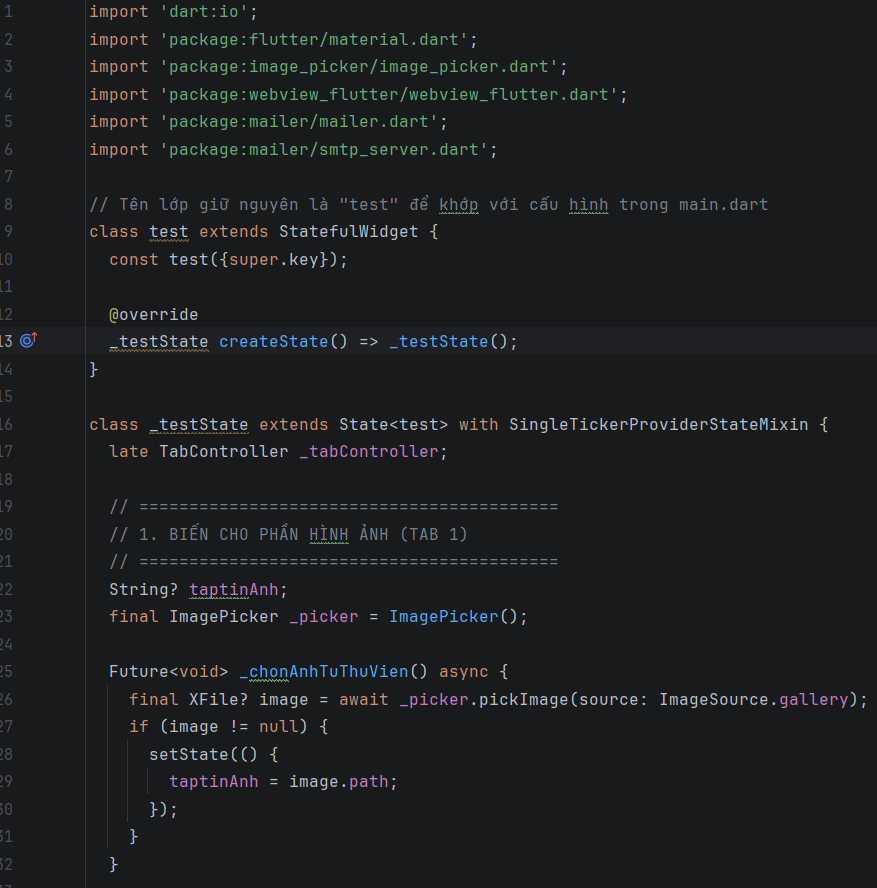 1 import 'dart:io';
2 import 'package:flutter/material.dart';
3 import 'package:image_picker/image_picker.dart';
4 import 'package:webview_flutter/webview_flutter.dart';
5 import 'package:mailer/mailer.dart';
6 import 'package:mailer/smtp_server.dart';
7
8 // Tên lớp giữ nguyên là "test" để khớp với cấu hình trong main.dart
9 class test extends StatefulWidget {
10   const test({super.key});
11
12   @override
13   _testState createState() => _testState();
14 }
15
16 class _testState extends State<test> with SingleTickerProviderStateMixin {
17   late TabController _tabController;
18
19   // ==========================================
20   // 1. BIẾN CHO PHẦN HÌNH ẢNH (TAB 1)
21   // ==========================================
22   String? taptinAnh;
23   final ImagePicker _picker = ImagePicker();
24
25   Future<void> _chonAnhTuThuVien() async {
26     final XFile? image = await _picker.pickImage(source: ImageSource.gallery);
27     if (image != null) {
28       setState(() {
29         taptinAnh = image.path;
30       });
31     }
32   }